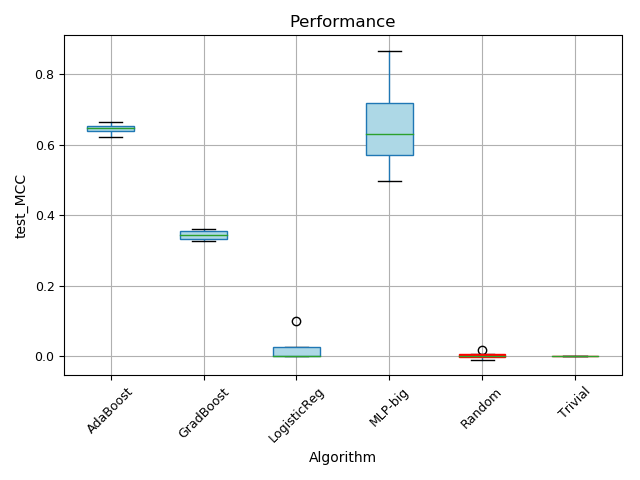 Performance
test_MCC
0.8
0.6
0.4
0.2
0.0
AdaBoost
GradBoost
LogisticReg
MLP-big
Random
Trivial
Algorithm